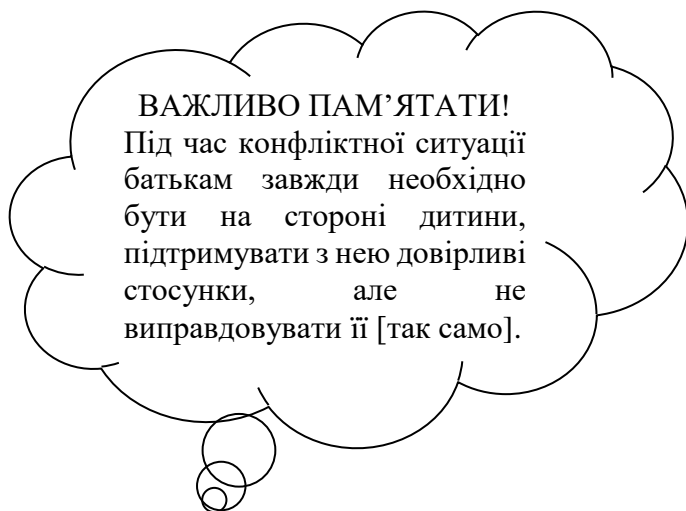 ВАЖЛИВО ПАМ’ЯТАТИ!
Під час конфліктної ситуації
батькам завжди необхідно
бути на стороні дитини,
підтримувати з нею довірливі
стосунки, але не
виправдовувати її [так само].